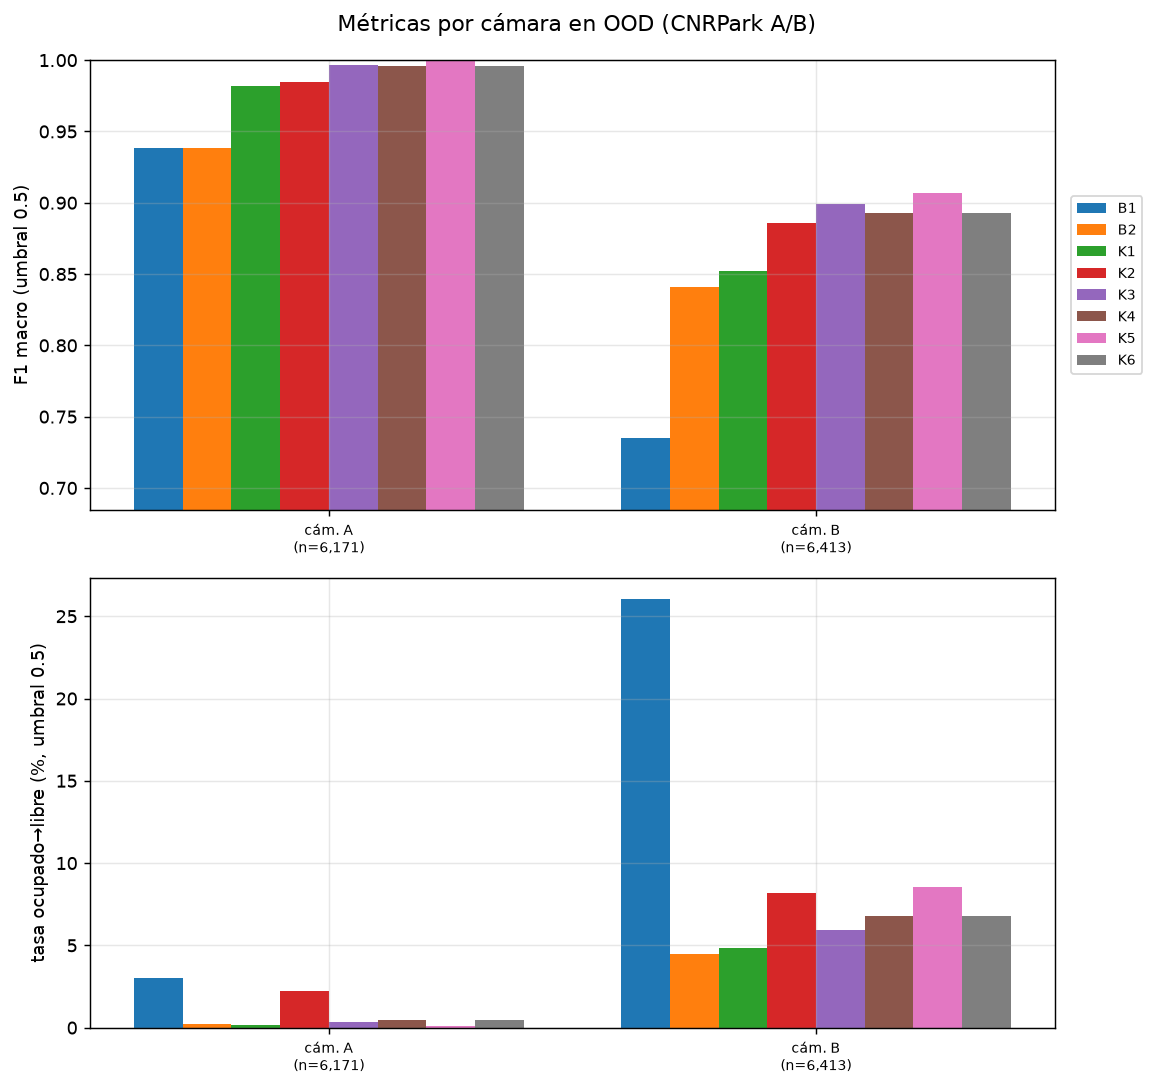 Métricas por cámara en OOD (CNRPark A/B)
F1 macro (umbral 0.5)
1.00
0.95
0.90
0.85
0.80
0.75
0.70
cám. A
(n=6,171)
cám. B
(n=6,413)
B1
B2
K1
K2
K3
K4
K5
K6
tasa ocupado→libre (%, umbral 0.5)
25
20
15
10
5
0
cám. A
(n=6,171)
cám. B
(n=6,413)